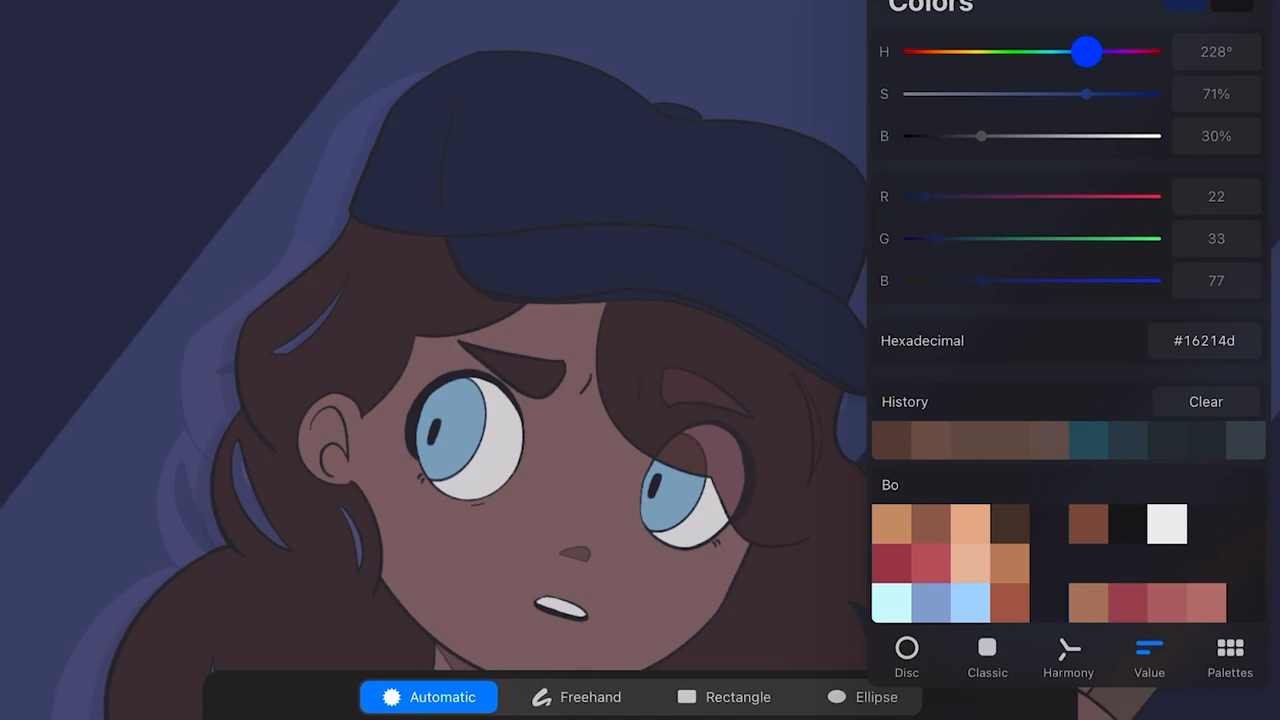 Colors
H 228°
S 71%
B 30%
R 22
G 33
B 77
Hexadecimal #16214d
History Clear
Bo
Disc Classic Harmony Value Palettes
Automatic Freehand Rectangle Ellipse